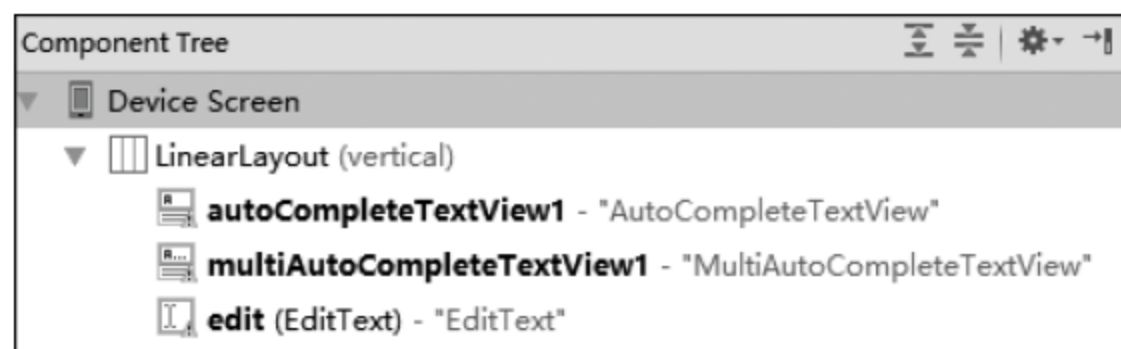 Component Tree
Device Screen
LinearLayout (vertical)
autoCompleteTextView1 - "AutoCompleteTextView"
multiAutoCompleteTextView1 - "MultiAutoCompleteTextView"
edit (EditText) - "EditText"